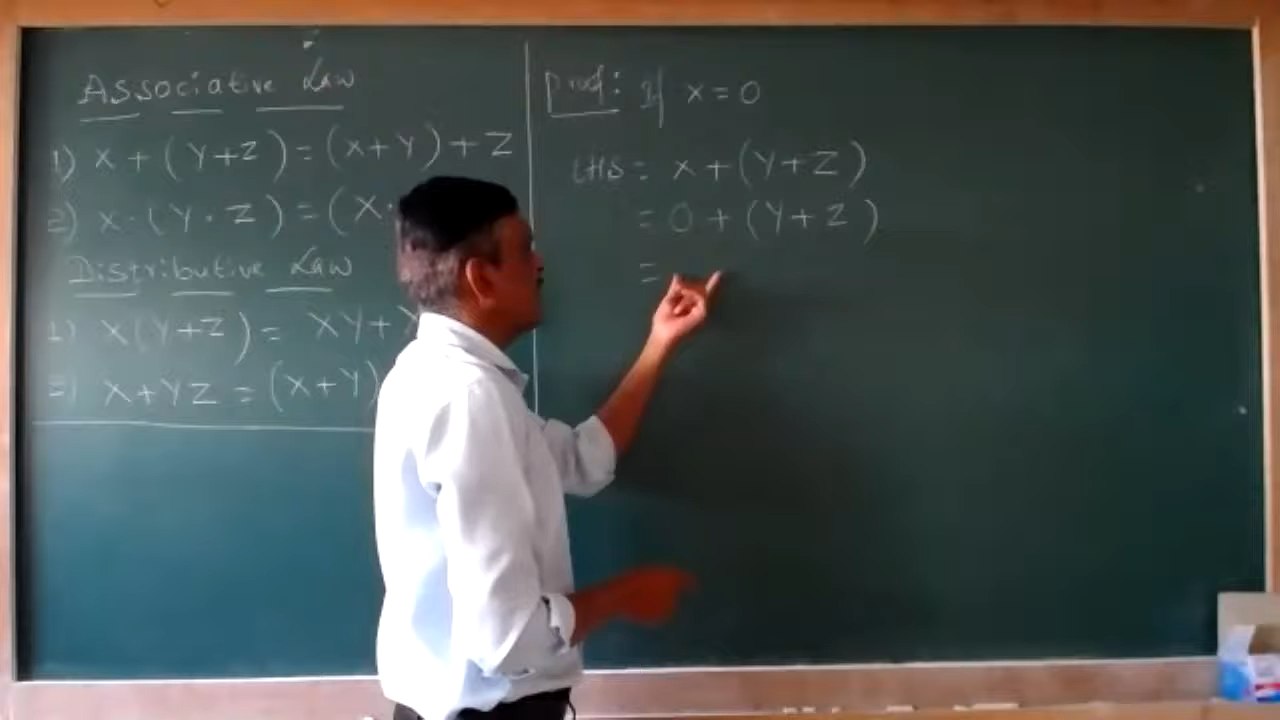 Associative Law
1) X + (Y+Z) = (X+Y) + Z
2) X · (Y · Z) = (X ·
Distributive Law
1) X(Y+Z) = XY+X
2) X+YZ = (X+Y)
Proof: If X = 0
LHS = X+(Y+Z)
= 0 + (Y+Z)
=